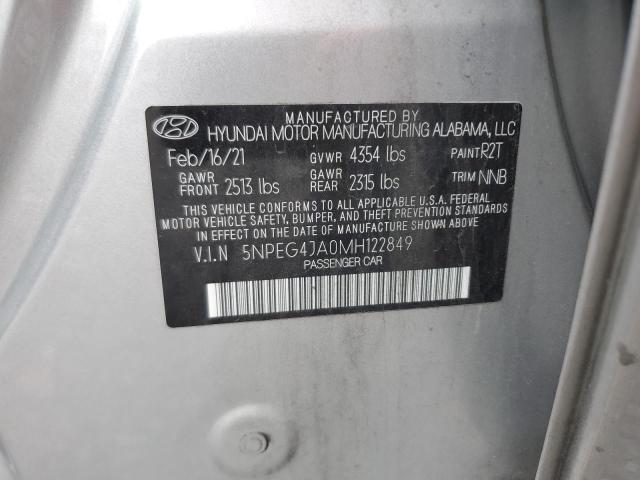 MANUFACTURED BY
HYUNDAI MOTOR MANUFACTURING ALABAMA, LLC
Feb/16/21 GVWR 4354 lbs PAINT R2T
GAWR FRONT 2513 lbs GAWR REAR 2315 lbs TRIM NNB
THIS VEHICLE CONFORMS TO ALL APPLICABLE U.S.A. FEDERAL
MOTOR VEHICLE SAFETY, BUMPER, AND THEFT PREVENTION STANDARDS
IN EFFECT ON THE DATE OF MANUFACTURE SHOWN ABOVE
V.I.N 5NPEG4JA0MH122849
PASSENGER CAR